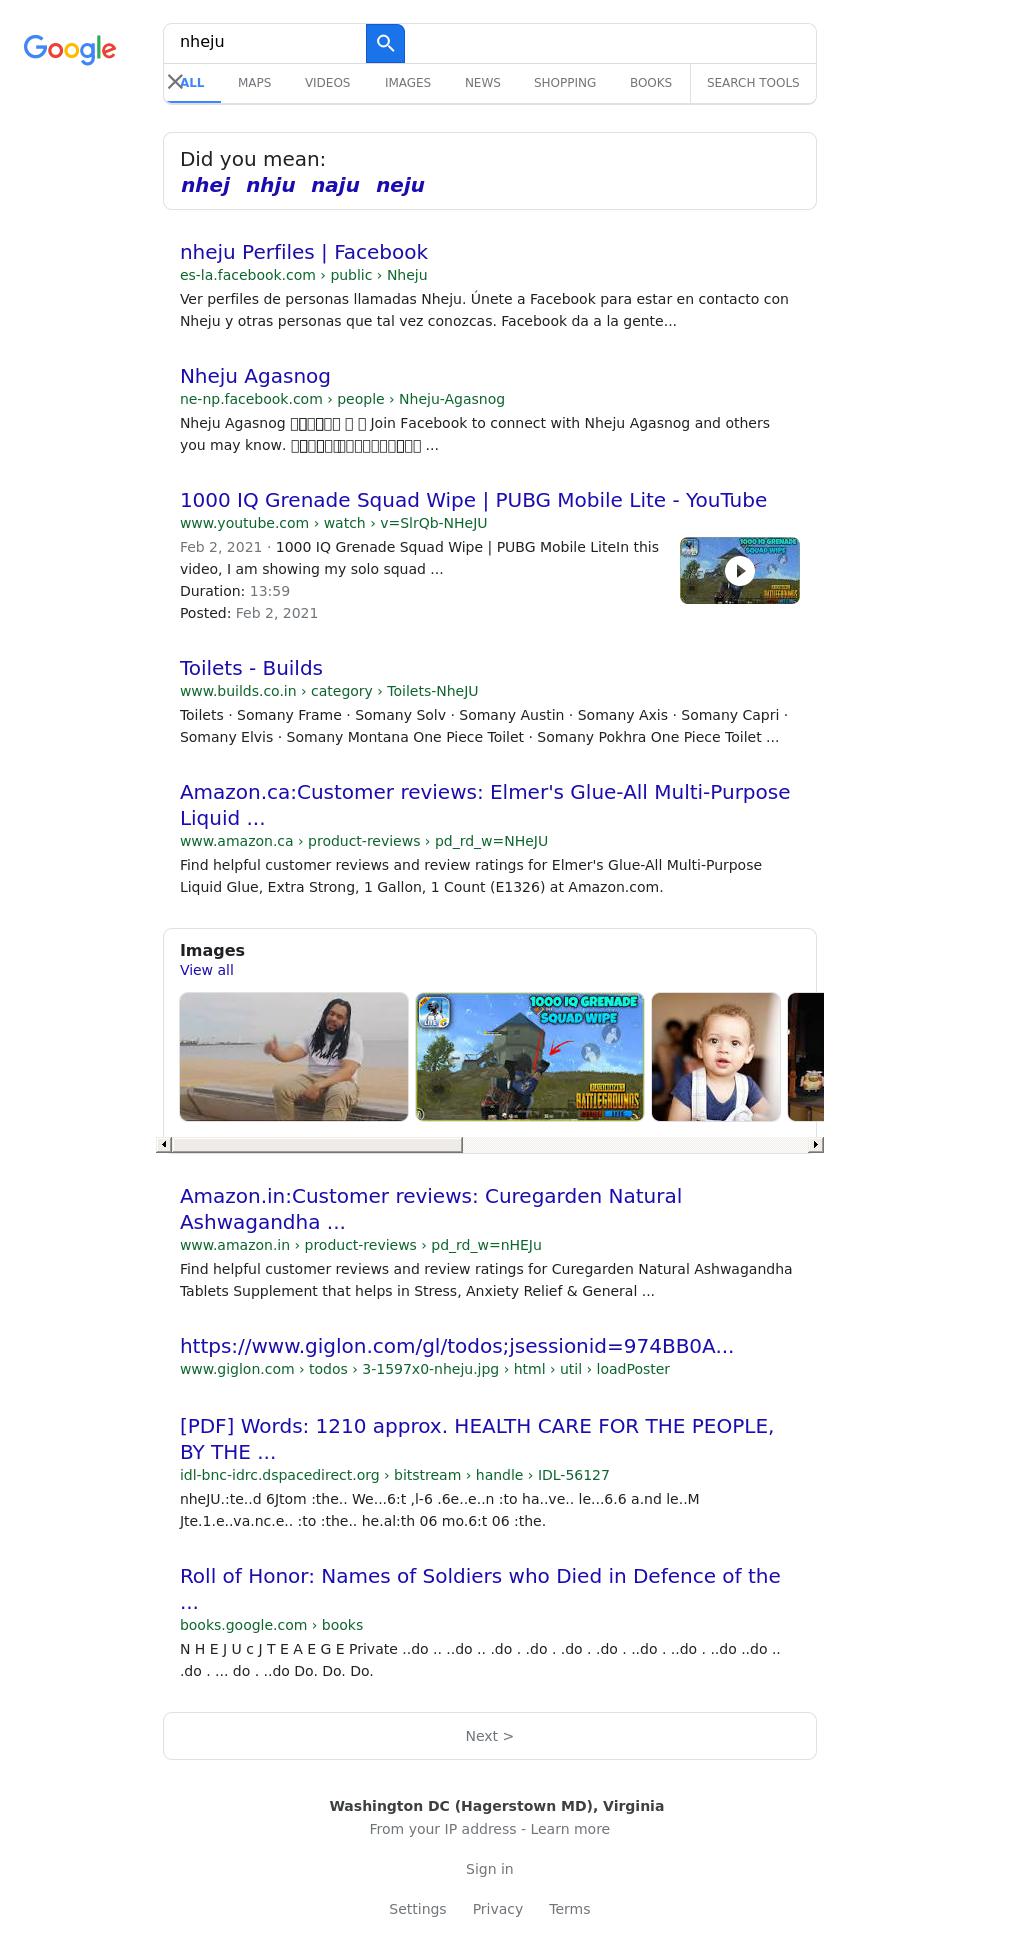 Google
nheju
ALL MAPS VIDEOS IMAGES NEWS SHOPPING BOOKS SEARCH TOOLS
Did you mean:
nhej nhju naju neju
nheju Perfiles | Facebook
es-la.facebook.com › public › Nheju
Ver perfiles de personas llamadas Nheju. Únete a Facebook para estar en contacto con
Nheju y otras personas que tal vez conozcas. Facebook da a la gente...
Nheju Agasnog
ne-np.facebook.com › people › Nheju-Agasnog
Nheju Agasnog Join Facebook to connect with Nheju Agasnog and others
you may know. ...
1000 IQ Grenade Squad Wipe | PUBG Mobile Lite - YouTube
www.youtube.com › watch › v=SlrQb-NHeJU
Feb 2, 2021 · 1000 IQ Grenade Squad Wipe | PUBG Mobile LiteIn this
video, I am showing my solo squad ...
Duration: 13:59
Posted: Feb 2, 2021
1000 IQ GRENADE
SQUAD WIPE
BATTLEGROUNDS
Toilets - Builds
www.builds.co.in › category › Toilets-NheJU
Toilets · Somany Frame · Somany Solv · Somany Austin · Somany Axis · Somany Capri ·
Somany Elvis · Somany Montana One Piece Toilet · Somany Pokhra One Piece Toilet ...
Amazon.ca:Customer reviews: Elmer's Glue-All Multi-Purpose
Liquid ...
www.amazon.ca › product-reviews › pd_rd_w=NHeJU
Find helpful customer reviews and review ratings for Elmer's Glue-All Multi-Purpose
Liquid Glue, Extra Strong, 1 Gallon, 1 Count (E1326) at Amazon.com.
Images
View all
1000 IQ GRENADE
SQUAD WIPE
LITE
BATTLEGROUNDS
Amazon.in:Customer reviews: Curegarden Natural
Ashwagandha ...
www.amazon.in › product-reviews › pd_rd_w=nHEJu
Find helpful customer reviews and review ratings for Curegarden Natural Ashwagandha
Tablets Supplement that helps in Stress, Anxiety Relief & General ...
https://www.giglon.com/gl/todos;jsessionid=974BB0A...
www.giglon.com › todos › 3-1597x0-nheju.jpg › html › util › loadPoster
[PDF] Words: 1210 approx. HEALTH CARE FOR THE PEOPLE,
BY THE ...
idl-bnc-idrc.dspacedirect.org › bitstream › handle › IDL-56127
nheJU.:te..d 6Jtom :the.. We...6:t ,l-6 .6e..e..n :to ha..ve.. le...6.6 a.nd le..M
Jte.1.e..va.nc.e.. :to :the.. he.al:th 06 mo.6:t 06 :the.
Roll of Honor: Names of Soldiers who Died in Defence of the
...
books.google.com › books
N H E J U c J T E A E G E Private ..do .. ..do .. .do . .do . .do . .do . ..do . ..do . ..do ..do ..
.do . ... do . ..do Do. Do. Do.
Next >
Washington DC (Hagerstown MD), Virginia
From your IP address - Learn more
Sign in
Settings Privacy Terms